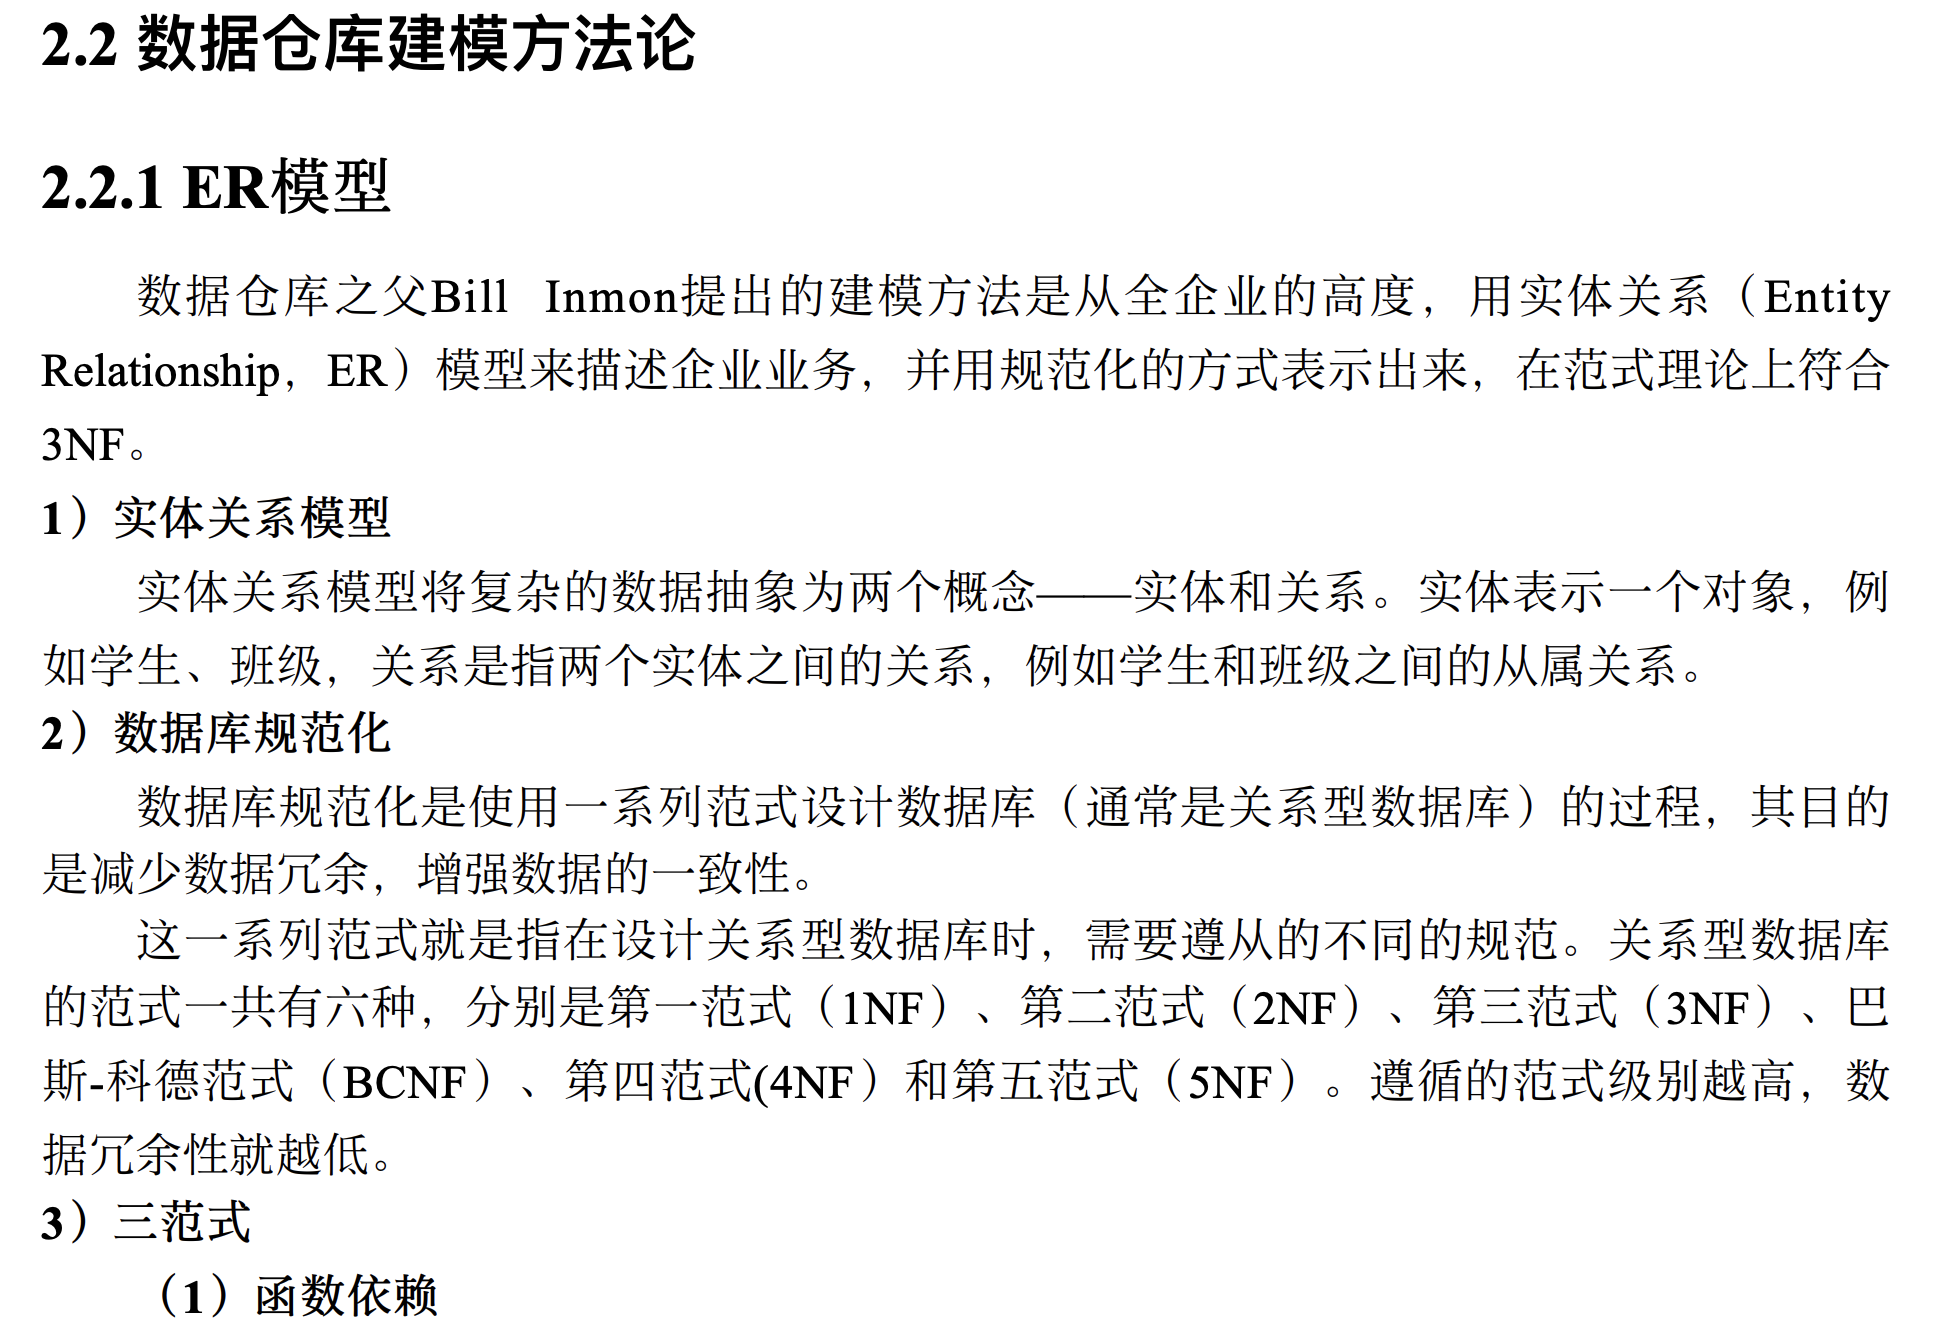 2.2 数据仓库建模方法论
2.2.1 ER模型
数据仓库之父Bill Inmon提出的建模方法是从全企业的高度，用实体关系（Entity
Relationship，ER）模型来描述企业业务，并用规范化的方式表示出来，在范式理论上符合
3NF。
1）实体关系模型
实体关系模型将复杂的数据抽象为两个概念——实体和关系。实体表示一个对象，例
如学生、班级，关系是指两个实体之间的关系，例如学生和班级之间的从属关系。
2）数据库规范化
数据库规范化是使用一系列范式设计数据库（通常是关系型数据库）的过程，其目的
是减少数据冗余，增强数据的一致性。
这一系列范式就是指在设计关系型数据库时，需要遵从的不同的规范。关系型数据库
的范式一共有六种，分别是第一范式（1NF）、第二范式（2NF）、第三范式（3NF）、巴
斯-科德范式（BCNF）、第四范式(4NF）和第五范式（5NF）。遵循的范式级别越高，数
据冗余性就越低。
3）三范式
（1）函数依赖